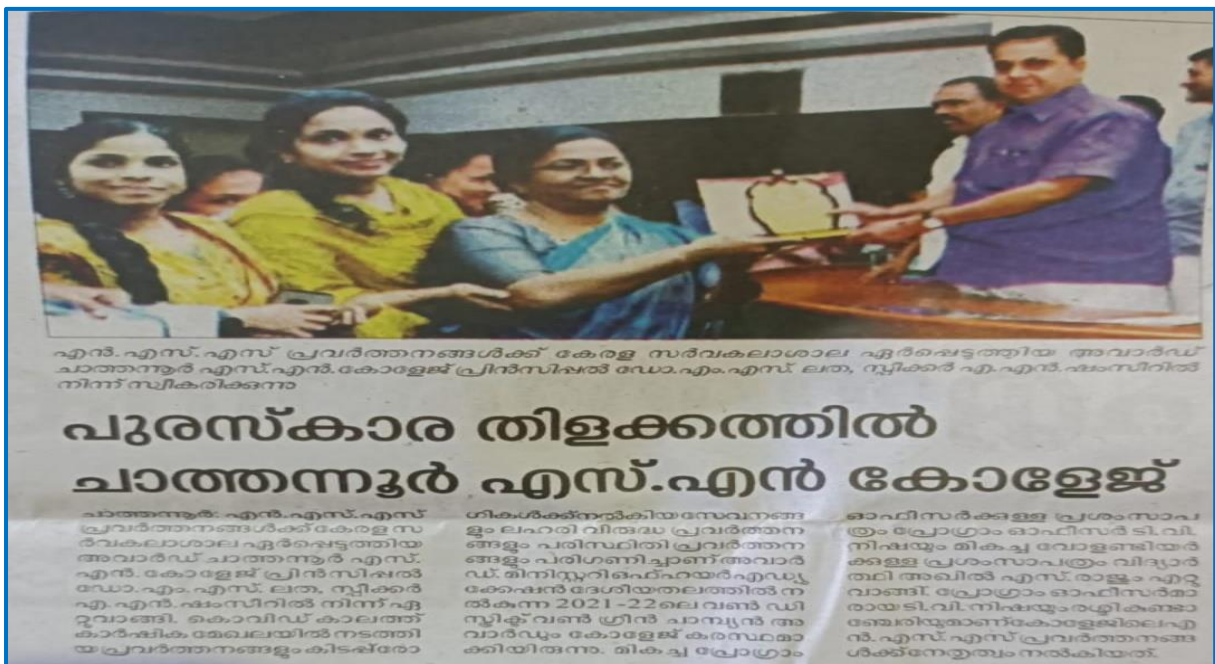 എൻ.എസ്.എസ് പ്രവർത്തനങ്ങൾക്ക് കേരള സർവകലാശാല ഏർപ്പെടുത്തിയ അവാർഡ്
ചാത്തന്നൂർ എസ്.എൻ.കോളേജ് പ്രിൻസിപ്പൽ ഡോ.എം.എസ്. ലത, സ്പീക്കർ എ.എൻ.ഷംസീറിൽ
നിന്ന് സ്വീകരിക്കുന്നു
പുരസ്കാര തിളക്കത്തിൽ
ചാത്തന്നൂർ എസ്.എൻ കോളേജ്
ചാത്തന്നൂർ: എൻ.എസ്.എസ്
പ്രവർത്തനങ്ങൾക്ക് കേരള സ
ർവകലാശാല ഏർപ്പെടുത്തിയ
അവാർഡ് ചാത്തന്നൂർ എസ്.
എൻ. കോളേജ് പ്രിൻസിപ്പൽ
ഡോ. എം. എസ്. ലത, സ്പീക്കർ
എ.എൻ.ഷംസീറിൽ നിന്ന് ഏ
റ്റുവാങ്ങി. കൊവിഡ് കാലത്ത്
കാർഷിക മേഖലയിൽ നടത്തി
യ പ്രവർത്തനങ്ങളും കിടപ്പുരോ
ഗികൾക്ക് നൽകിയ സേവനങ്ങ
ളും ലഹരി വിരുദ്ധ പ്രവർത്തന
ങ്ങളും പരിസ്ഥിതി പ്രവർത്തന
ങ്ങളും പരിഗണിച്ചാണ് അവാർ
ഡ്. മിനിസ്റ്ററി ഒഫ് ഹയർ എഡ്യു
ക്കേഷൻ ദേശീയതലത്തിൽ ന
ൽകുന്ന 2021-22 ലെ വൺ ഡി
സ്ട്രിക്ട് വൺ ഗ്രീൻ ചാമ്പ്യൻ അ
വാർഡും കോളേജ് കരസ്ഥമാ
ക്കിയിരുന്നു. മികച്ച പ്രോഗ്രാം
ഓഫീസർക്കുള്ള പ്രശംസാപ
ത്രം പ്രോഗ്രാം ഓഫീസർ ടി.വി.
നിഷയും മികച്ച വോളണ്ടിയർ
ക്കുള്ള പ്രശംസാപത്രം വിദ്യാർ
ത്ഥി അഖിൽ എസ്.രാജും ഏറ്റു
വാങ്ങി. പ്രോഗ്രാം ഓഫീസർമാ
രായ ടി.വി.നിഷയും രശ്മി കുണ്ടാ
ഞ്ചേരിയുമാണ് കോളേജിലെ എ
ൻ. എസ്.എസ് പ്രവർത്തനങ്ങ
ൾക്ക് നേതൃത്വം നൽകിയത്.